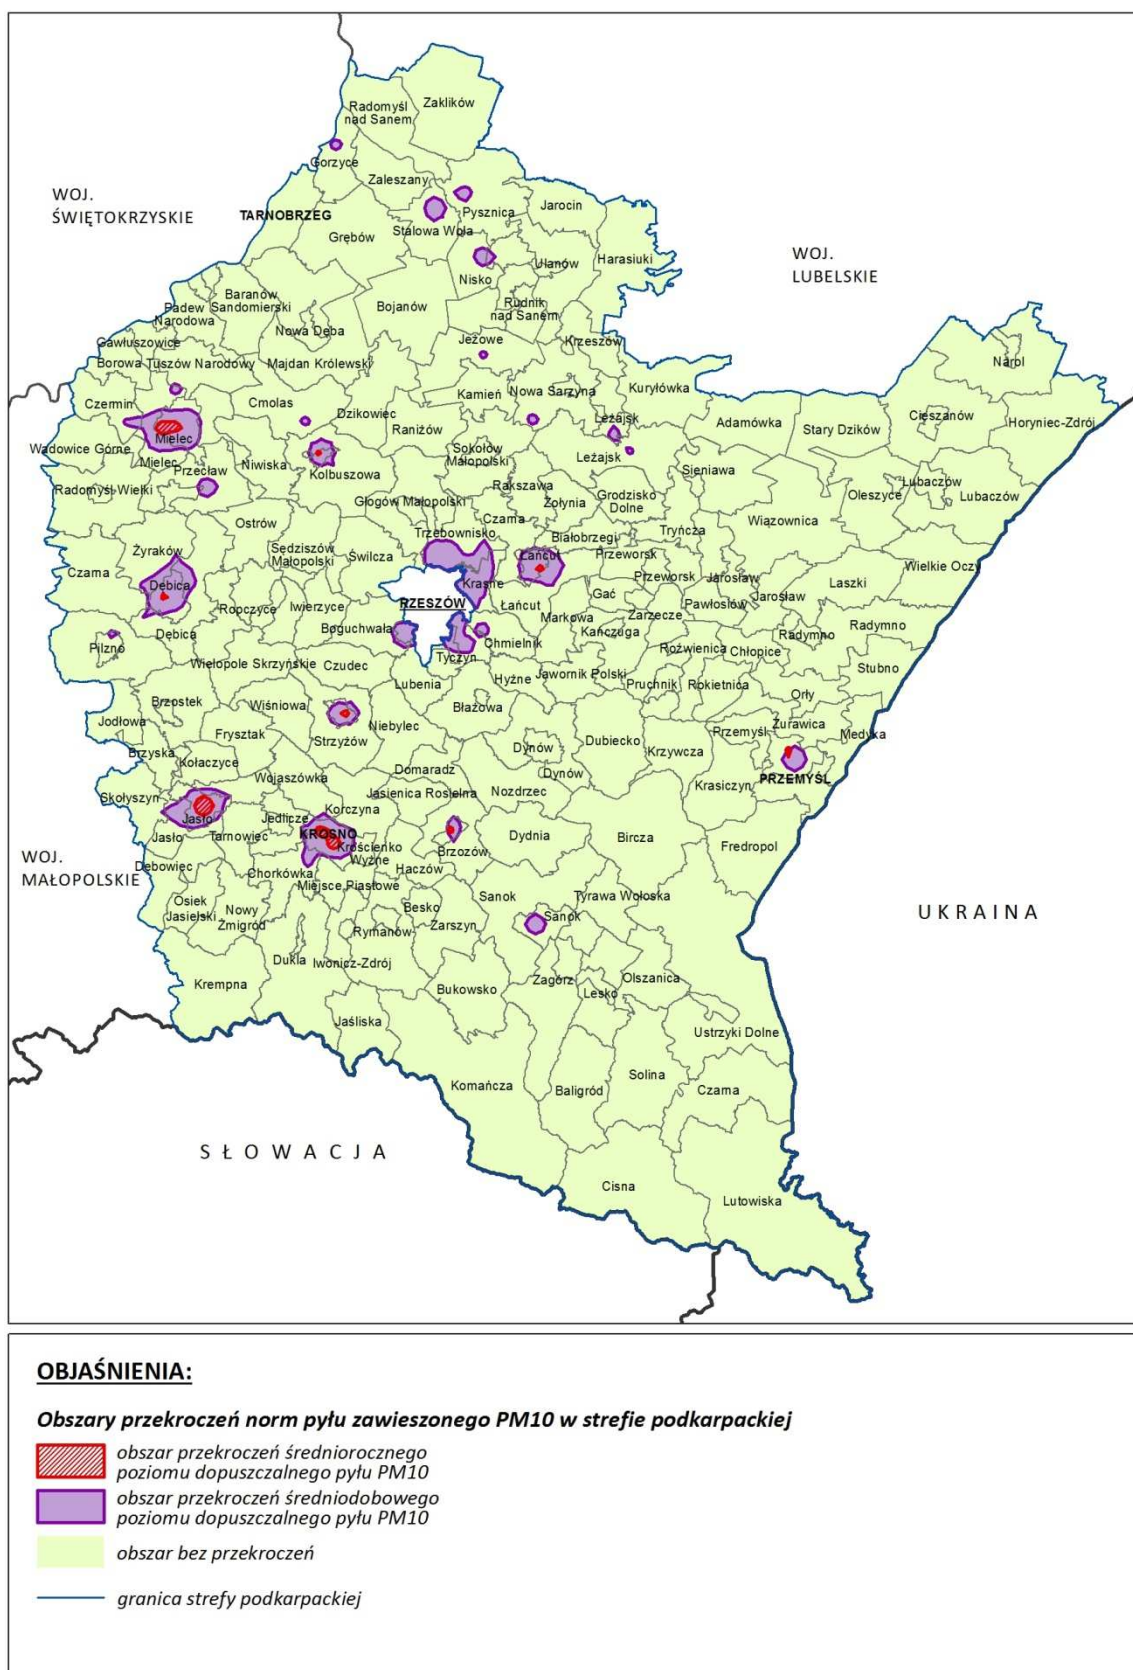 Zaklików
Radomyśl
nad Sanem
Gorzyce
Zaleszany
WOJ.
ŚWIĘTOKRZYSKIE
TARNOBRZEG
Pysznica
Jarocin
Stalowa Wola
Grębów
WOJ.
LUBELSKIE
Ulanów
Harasiuki
Nisko
Baranów
Sandomierski
Padew
Narodowa
Bojanów
Rudnik
nad Sanem
Nowa Dęba
Gawłuszowice
Jeżowe
Krzeszów
Borowa
Tuszów Narodowy
Majdan Królewski
Narol
Kamień
Nowa Sarzyna
Kuryłówka
Czermin
Cmolas
Dzikowiec
Raniżów
Leżajsk
Adamówka
Stary Dzików
Cieszanów
Horyniec-Zdrój
Mielec
Wadowice Górne
Sokołów
Małopolski
Leżajsk
Mielec
Przecław
Niwiska
Kolbuszowa
Sieniawa
Radomyśl Wielki
Rakszawa
Oleszyce
Lubaczów
Lubaczów
Głogów Małopolski
Żołynia
Grodzisko
Dolne
Ostrów
Czarna
Wiązownica
Trzebownisko
Białobrzegi
Tryńcza
Żyraków
Sędziszów
Małopolski
Świlcza
Łańcut
Przeworsk
Wielkie Oczy
Czarna
Dębica
Krasne
Przeworsk
Jarosław
Laszki
RZESZÓW
Ropczyce
Iwierzyce
Łańcut
Gać
Pawłosiów
Jarosław
Markowa
Zarzecze
Boguchwała
Kańczuga
Radymno
Radymno
Pilzno
Dębica
Chmielnik
Tyczyn
Roźwienica
Chłopice
Wielopole Skrzyńskie
Czudec
Stubno
Lubenia
Hyżne
Jawornik Polski
Pruchnik
Rokietnica
Orły
Brzostek
Wiśniowa
Błażowa
Jodłowa
Niebylec
Żurawica
Frysztak
Strzyżów
Dubiecko
Przemyśl
Medyka
Brzyska
Dynów
Krzywcza
Kołaczyce
Wojaszówka
Domaradz
Dynów
PRZEMYŚL
Skołyszyn
Jasienica Rosielna
Nozdrzec
Krasiczyn
Korczyna
Jasło
Jedlicze
KROSNO
Jasło
Tarnowiec
Dydnia
Bircza
Fredropol
Krościenko
Wyżne
Brzozów
WOJ.
MAŁOPOLSKIE
Dębowiec
Chorkówka
Haczów
Miejsce Piastowe
Osiek
Jasielski
Nowy
Żmigród
Besko
Sanok
Tyrawa Wołoska
Sanok
Rymanów
Zarszyn
UKRAINA
Dukla
Iwonicz-Zdrój
Krempna
Zagórz
Lesko
Olszanica
Bukowsko
Jaśliska
Ustrzyki Dolne
Komańcza
Baligród
Solina
Czarna
SŁOWACJA
Cisna
Lutowiska
OBJAŚNIENIA:
Obszary przekroczeń norm pyłu zawieszonego PM10 w strefie podkarpackiej
obszar przekroczeń średniorocznego
poziomu dopuszczalnego pyłu PM10
obszar przekroczeń średniodobowego
poziomu dopuszczalnego pyłu PM10
obszar bez przekroczeń
granica strefy podkarpackiej